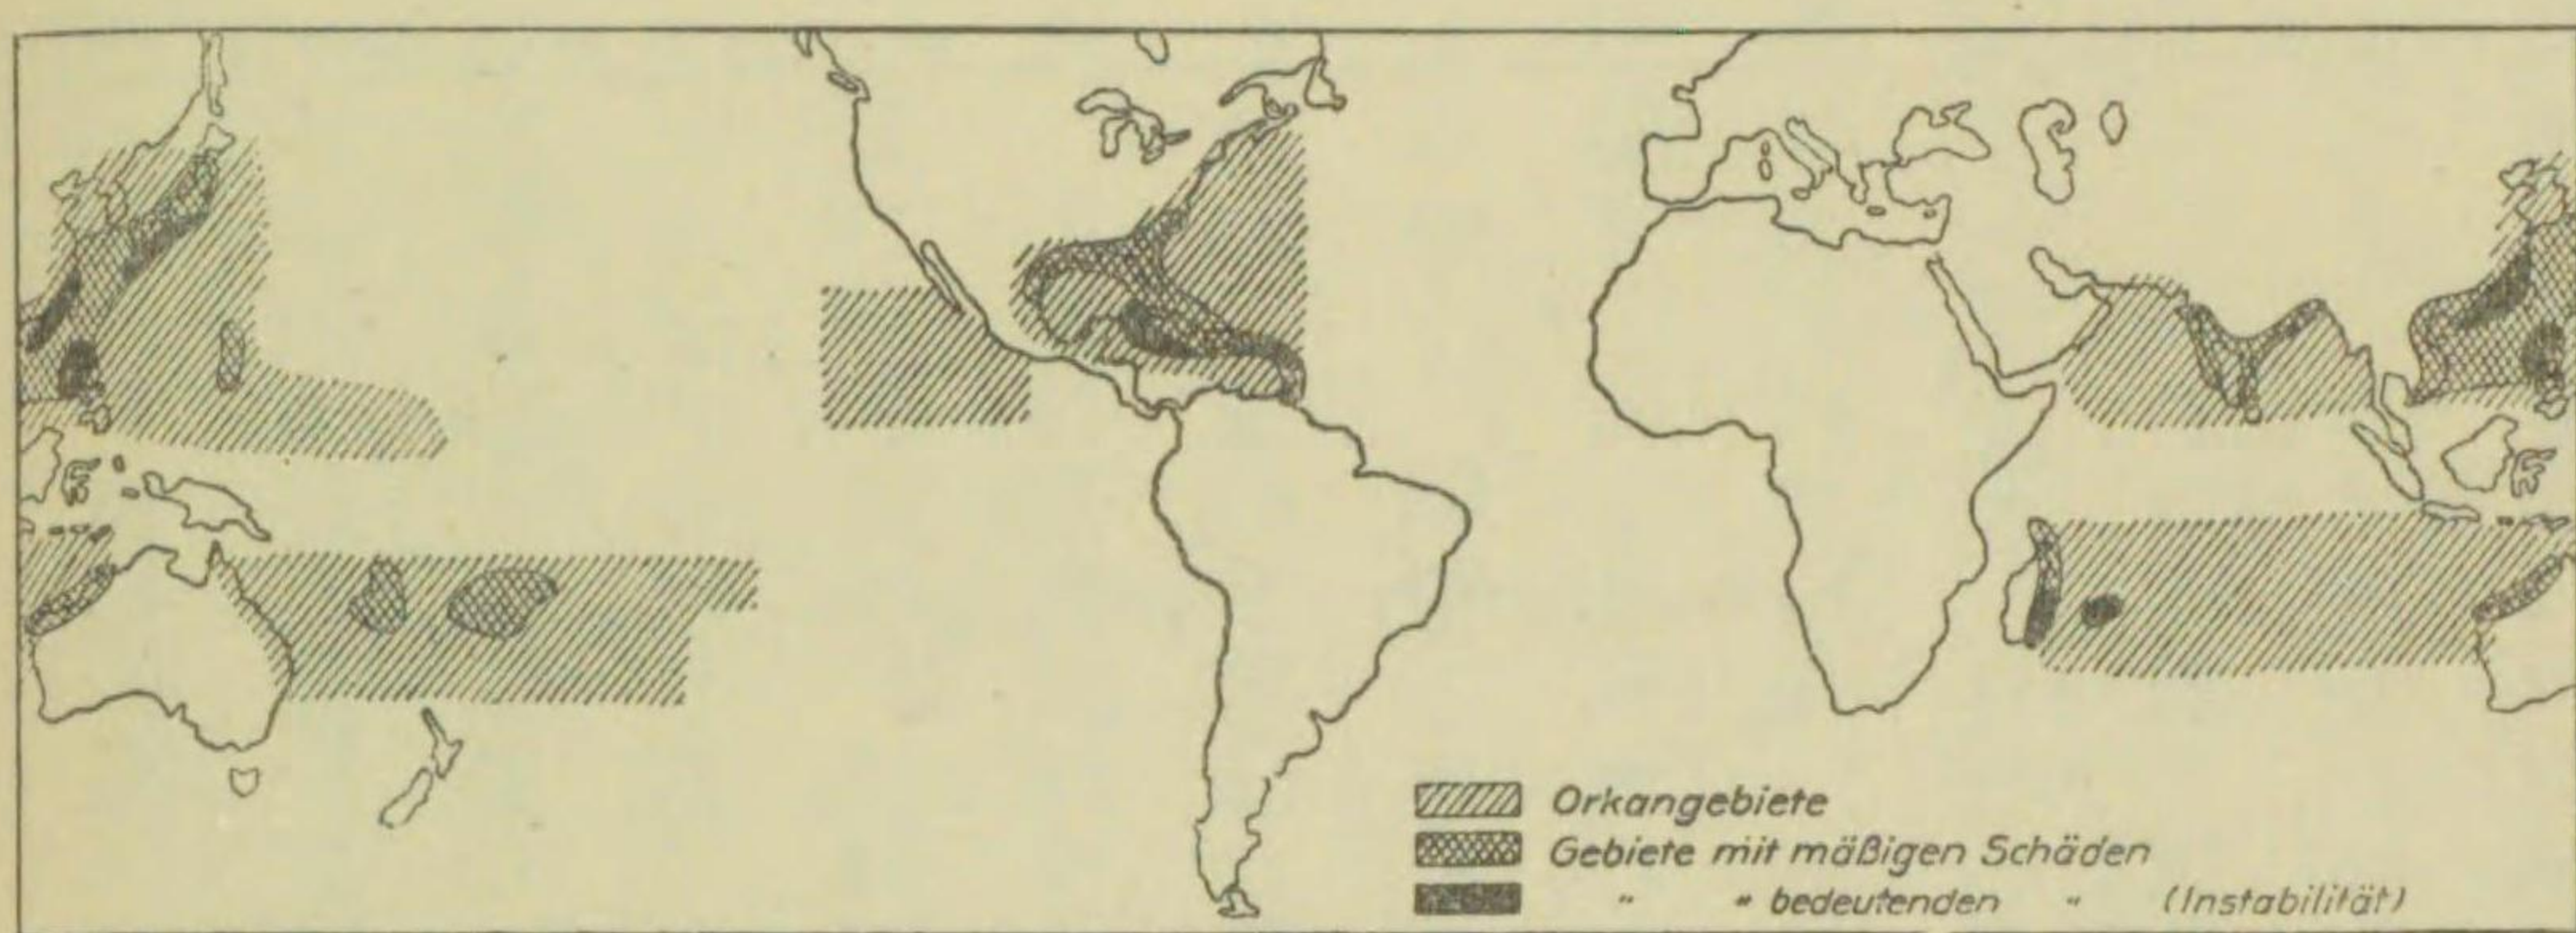 Orkangebiete
Gebiete mit mäßigen Schäden
" " bedeutenden " (Instabilität)